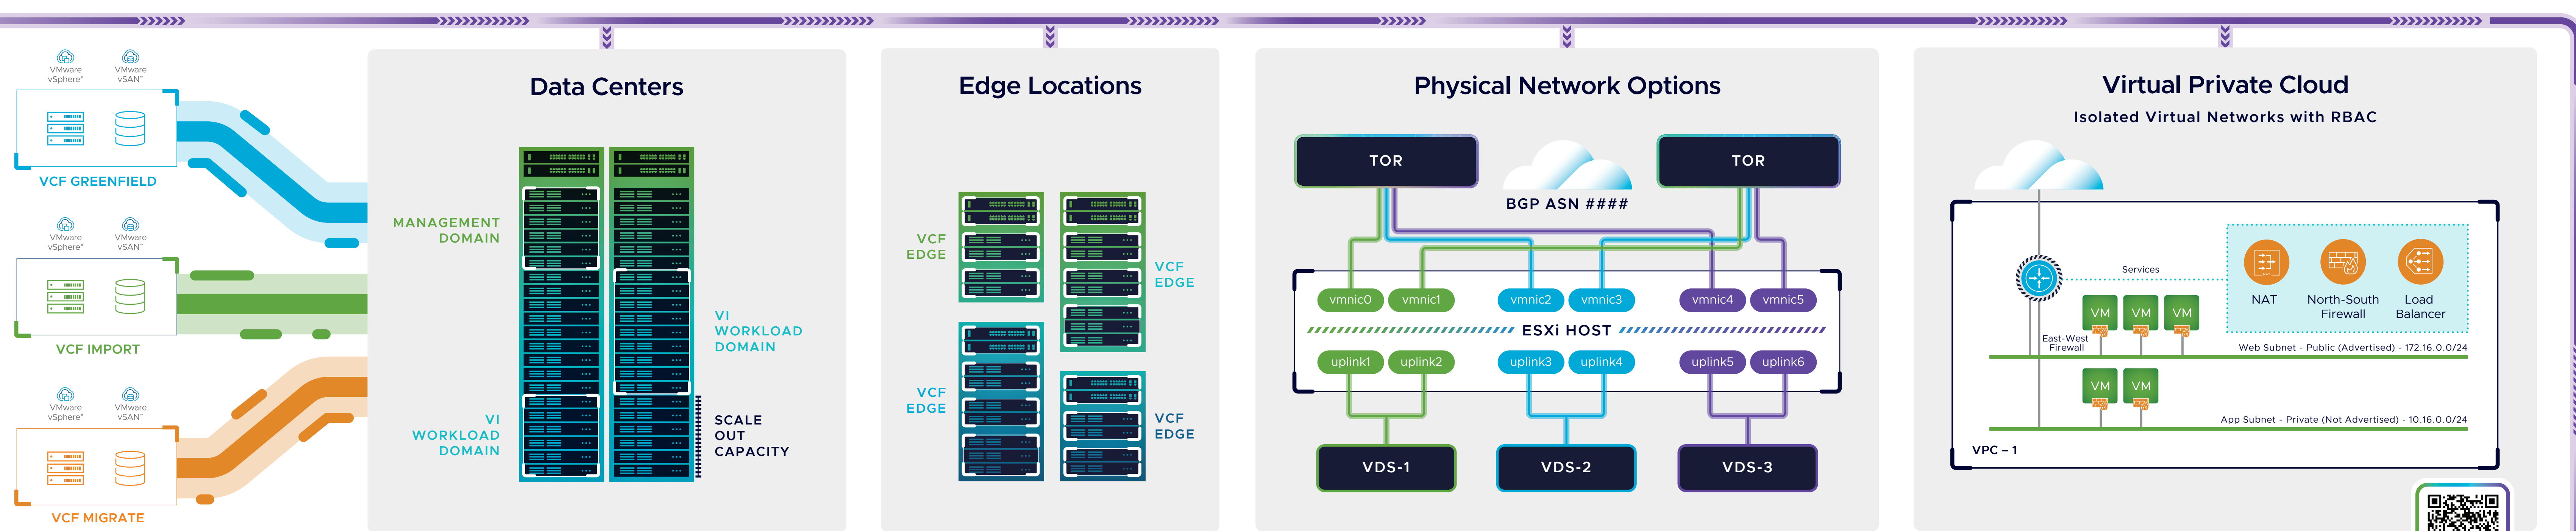 VMware
vSphere®
VMware
vSAN™
VCF GREENFIELD
VMware
vSphere®
VMware
vSAN™
VCF IMPORT
VMware
vSphere®
VMware
vSAN™
VCF MIGRATE
Data Centers
MANAGEMENT
DOMAIN
VI
WORKLOAD
DOMAIN
VI
WORKLOAD
DOMAIN
SCALE
OUT
CAPACITY
Edge Locations
VCF
EDGE
VCF
EDGE
VCF
EDGE
VCF
EDGE
Physical Network Options
TOR
TOR
BGP ASN ####
vmnic0
vmnic1
vmnic2
vmnic3
vmnic4
vmnic5
ESXi HOST
uplink1
uplink2
uplink3
uplink4
uplink5
uplink6
VDS-1
VDS-2
VDS-3
Virtual Private Cloud
Isolated Virtual Networks with RBAC
Services
NAT
North-South
Firewall
Load
Balancer
VM
VM
VM
East-West
Firewall
Web Subnet - Public (Advertised) - 172.16.0.0/24
VM
VM
App Subnet - Private (Not Advertised) - 10.16.0.0/24
VPC – 1